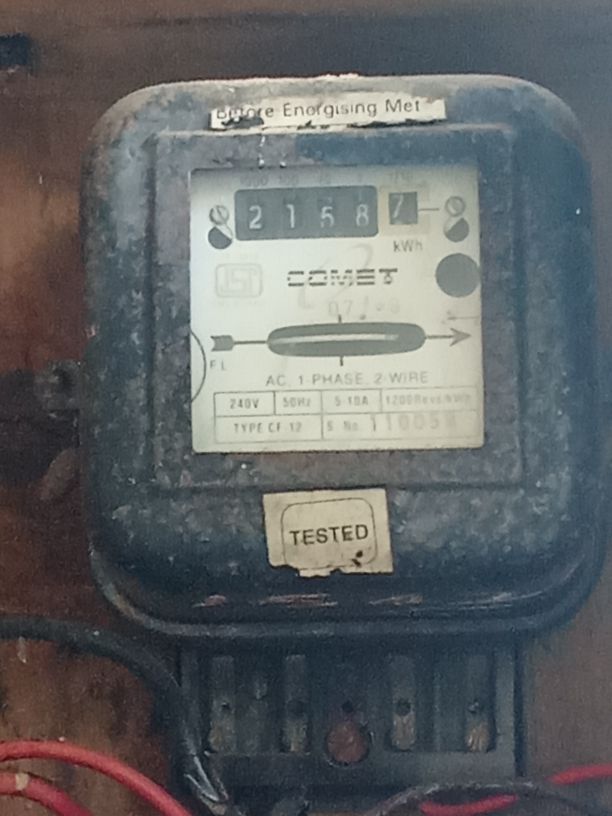 Before Energising Met
2 1 5 8 7
kWh
ISI
COMET
F L
AC, 1-PHASE, 2-WIRE
240V 50Hz 5-10A 1200Revs/kWh
TYPE CF-12 S. No.
TESTED